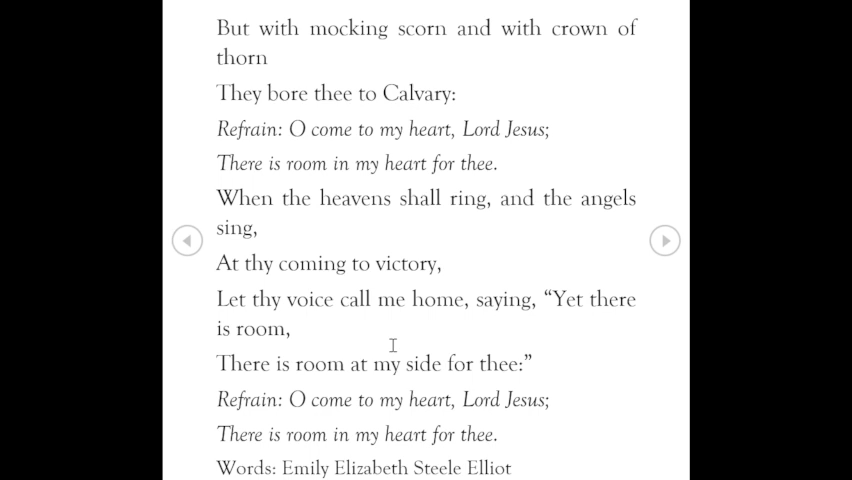 But with mocking scorn and with crown of
thorn
They bore thee to Calvary:
Refrain: O come to my heart, Lord Jesus;
There is room in my heart for thee.
When the heavens shall ring, and the angels
sing,
At thy coming to victory,
Let thy voice call me home, saying, “Yet there
is room,
There is room at my side for thee:”
Refrain: O come to my heart, Lord Jesus;
There is room in my heart for thee.
Words: Emily Elizabeth Steele Elliot